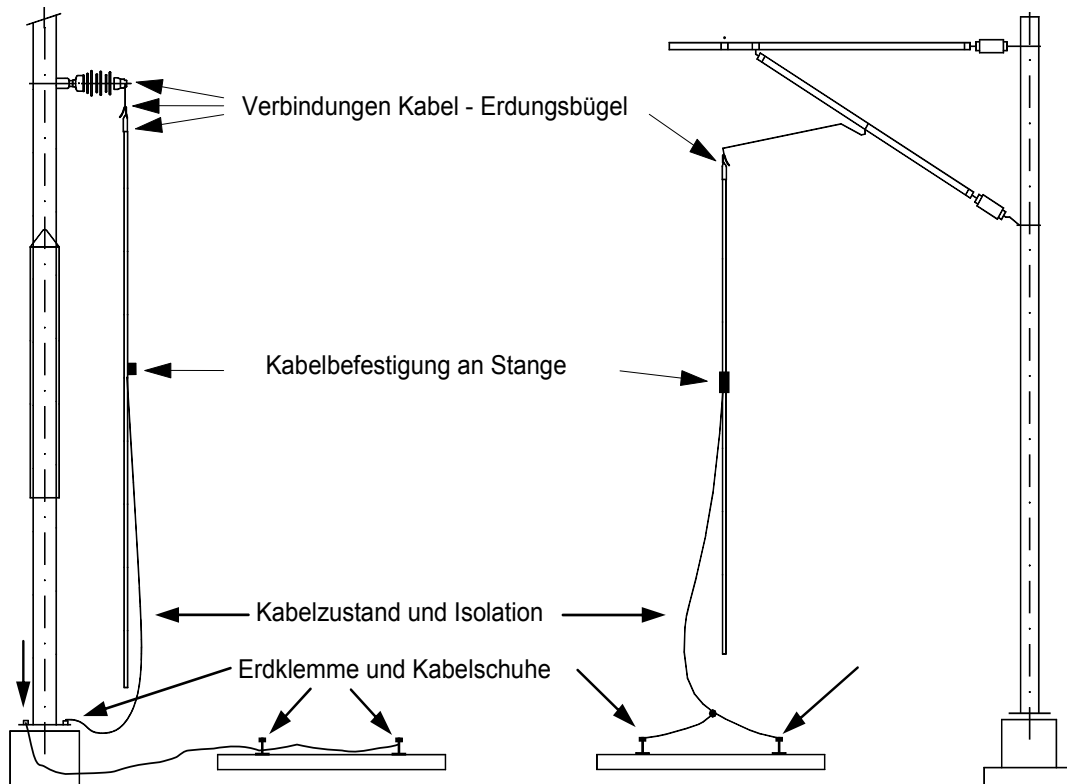 Verbindungen Kabel - Erdungsbügel
Kabelbefestigung an Stange
Kabelzustand und Isolation
Erdklemme und Kabelschuhe